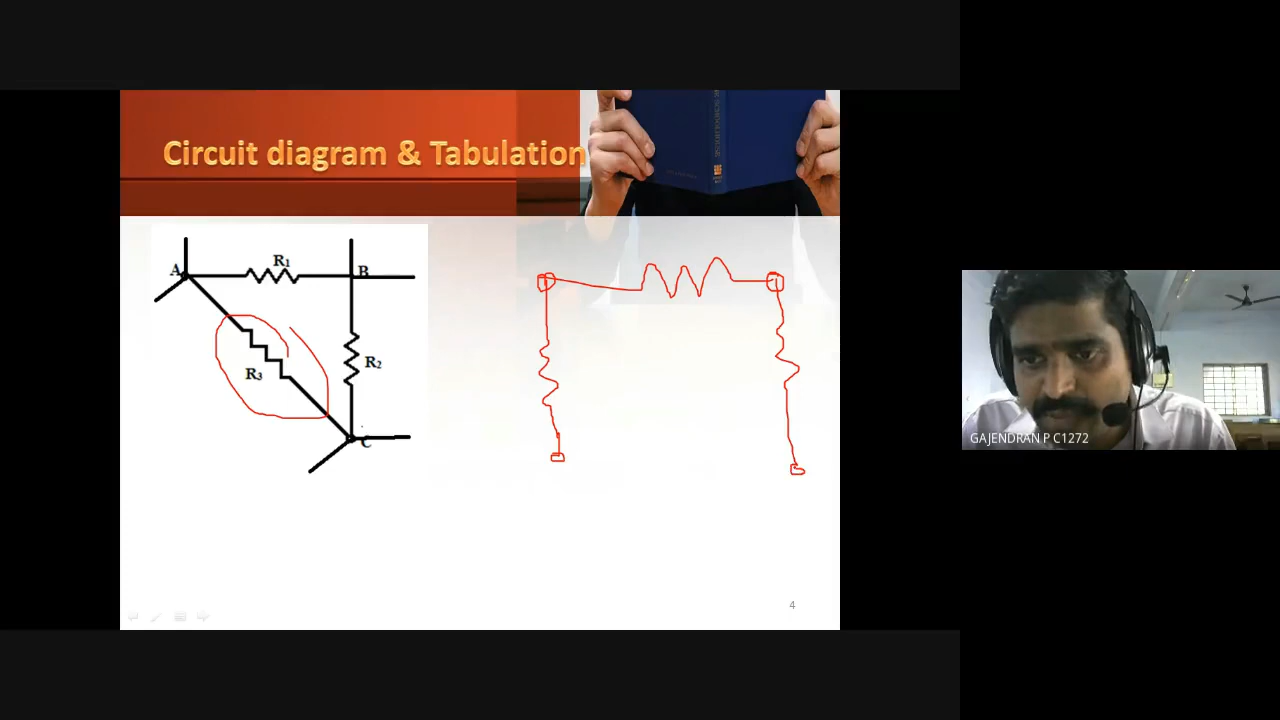 Circuit diagram & Tabulation
A
R1
B
R2
R3
C
4
GAJENDRAN P C1272